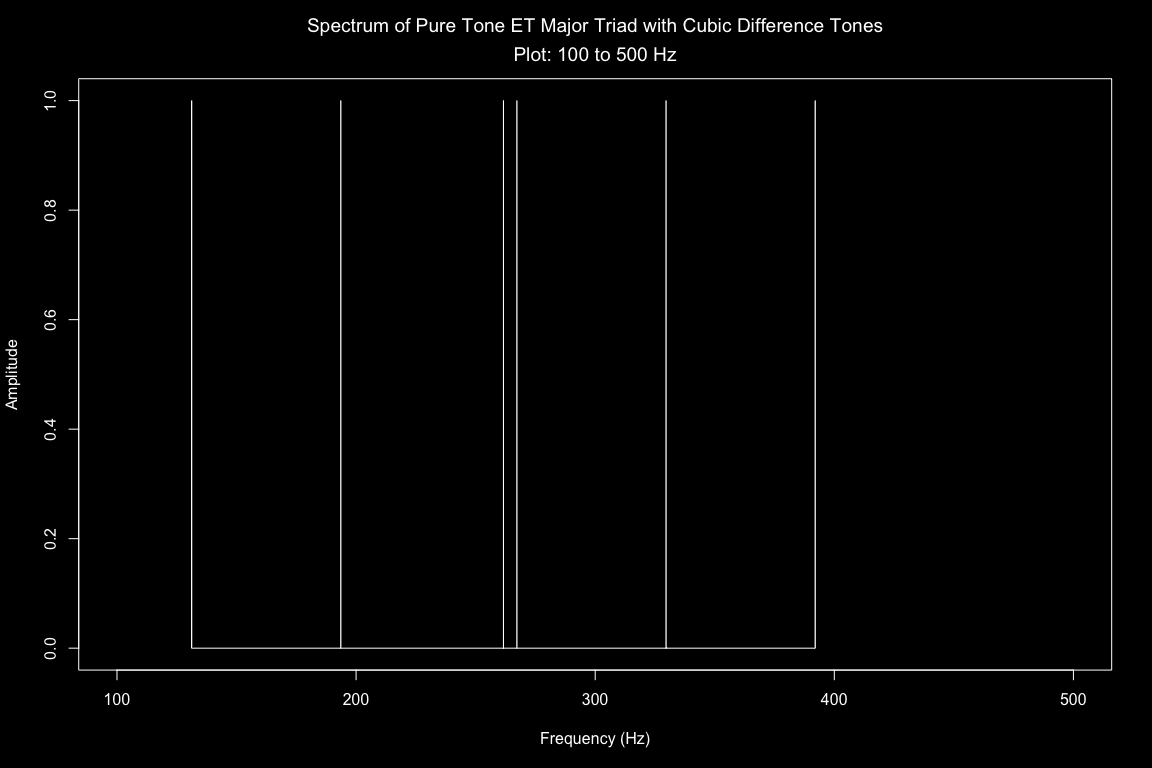 Spectrum of Pure Tone ET Major Triad with Cubic Difference Tones
Plot: 100 to 500 Hz
1.0
0.8
0.6
0.4
0.2
0.0
Amplitude
100 200 300 400 500
Frequency (Hz)